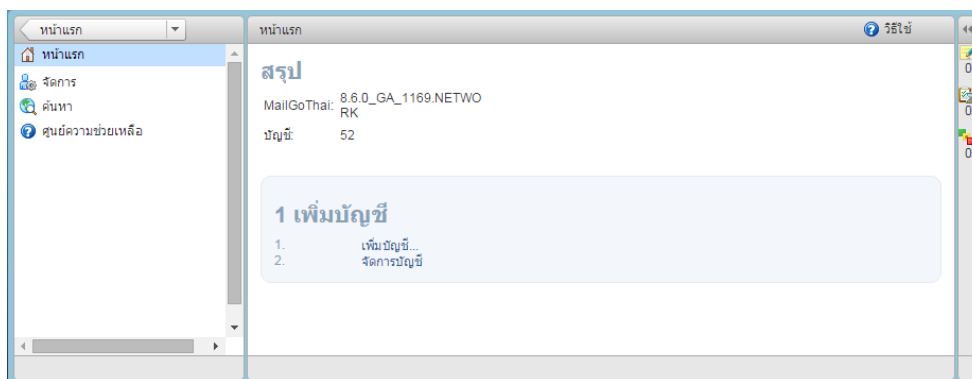 หน้าแรก
หน้าแรก
จัดการ
ค้นหา
ศูนย์ความช่วยเหลือ
หน้าแรก
วิธีใช้
สรุป
MailGoThai: 8.6.0_GA_1169.NETWO
RK
บัญชี: 52
1 เพิ่มบัญชี
1. เพิ่มบัญชี...
2. จัดการบัญชี
0
0
0